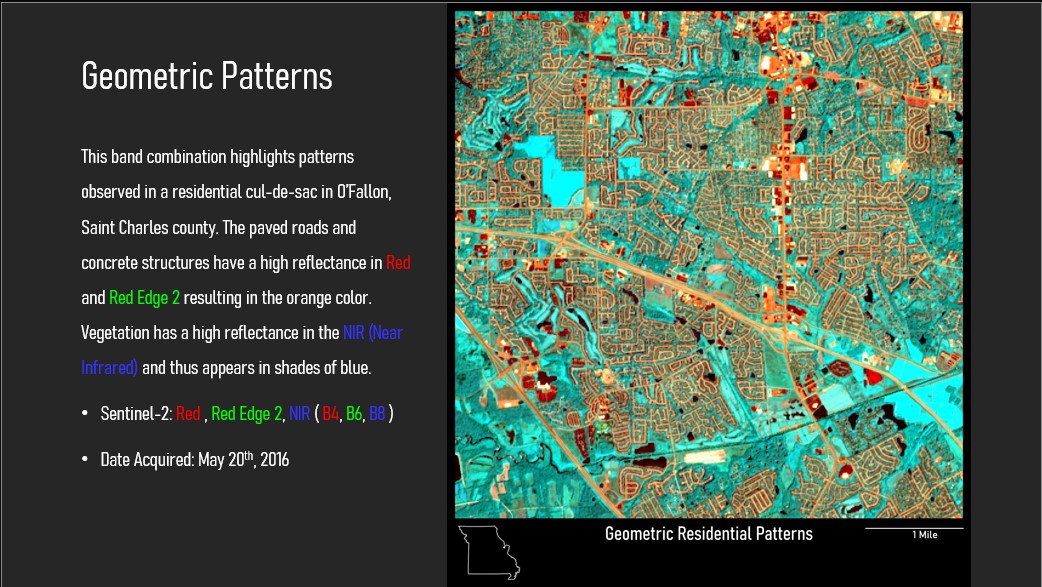 Geometric Patterns
This band combination highlights patterns
observed in a residential cul-de-sac in O'Fallon,
Saint Charles county. The paved roads and
concrete structures have a high reflectance in Red
and Red Edge 2 resulting in the orange color.
Vegetation has a high reflectance in the NIR (Near
Infrared) and thus appears in shades of blue.
• Sentinel-2: Red , Red Edge 2, NIR ( B4, B6, B8 )
• Date Acquired: May 20th, 2016
Geometric Residential Patterns
1 Mile